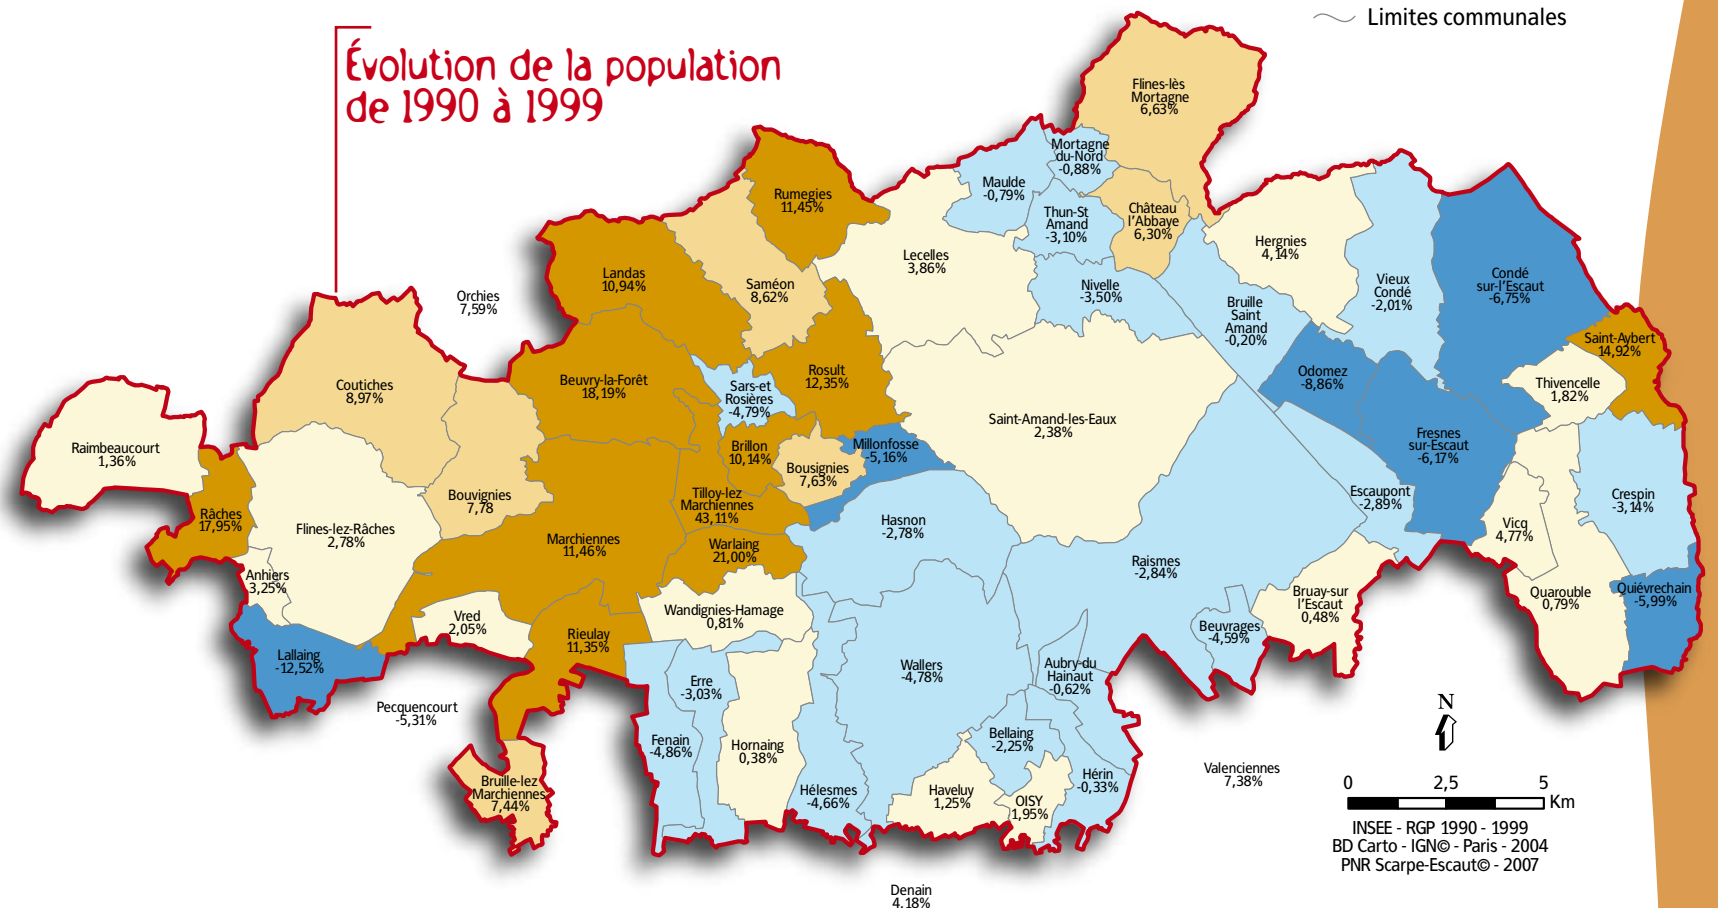 Limites communales
Évolution de la population
de 1990 à 1999
Flines-lès
Mortagne
6,63%
Mortagne
du-Nord
-0,88%
Maulde
-0,79%
Rumegies
11,45%
Thun-St
Amand
-3,10%
Château
l'Abbaye
6,30%
Hergnies
4,14%
Lecelles
3,86%
Landas
10,94%
Saméon
8,62%
Nivelle
-3,50%
Vieux
Condé
-2,01%
Condé
sur-l'Escaut
-6,75%
Orchies
7,59%
Bruille
Saint
Amand
-0,20%
Saint-Aybert
14,92%
Coutiches
8,97%
Beuvry-la-Forêt
18,19%
Sars-et
Rosières
-4,79%
Rosult
12,35%
Odomez
-8,86%
Thivencelle
1,82%
Saint-Amand-les-Eaux
2,38%
Raimbeaucourt
1,36%
Brillon
10,14%
Millonfosse
-5,16%
Bousignies
7,63%
Fresnes
sur-Escaut
-6,17%
Bouvignies
7,78
Tilloy-lez
Marchiennes
43,11%
Escaupont
-2,89%
Crespin
-3,14%
Râches
17,95%
Flines-lez-Râches
2,78%
Hasnon
-2,78%
Vicq
4,77%
Marchiennes
11,46%
Warlaing
21,00%
Raismes
-2,84%
Anhiers
3,25%
Bruay-sur
l'Escaut
0,48%
Quarouble
0,79%
Quiévrechain
-5,99%
Vred
2,05%
Wandignies-Hamage
0,81%
Rieulay
11,35%
Beuvrages
-4,59%
Lallaing
-12,52%
Wallers
-4,78%
Aubry-du
Hainaut
-0,62%
Erre
-3,03%
Pecquencourt
-5,31%
N
Fenain
-4,86%
Hornaing
0,38%
Bellaing
-2,25%
Hérin
-0,33%
Valenciennes
7,38%
Bruille-lez
Marchiennes
7,44%
Hélesmes
-4,66%
Haveluy
1,25%
OISY
1,95%
0 2,5 5
Km
INSEE - RGP 1990 - 1999
BD Carto - IGN© - Paris - 2004
PNR Scarpe-Escaut© - 2007
Denain
4,18%